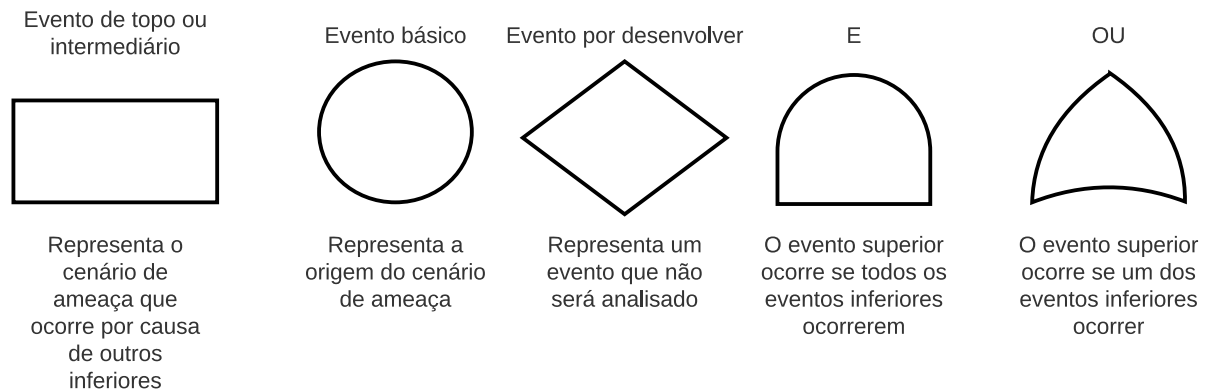 Evento de topo ou
intermediário
Evento básico
Evento por desenvolver
E
OU
Representa o
cenário de
ameaça que
ocorre por causa
de outros
inferiores
Representa a
origem do cenário
de ameaça
Representa um
evento que não
será analisado
O evento superior
ocorre se todos os
eventos inferiores
ocorrerem
O evento superior
ocorre se um dos
eventos inferiores
ocorrer